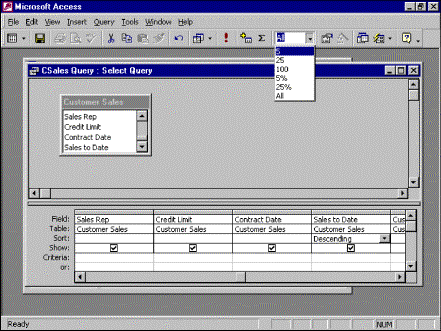 Microsoft Access
File Edit View Insert Query Tools Window Help
All
5
25
100
5%
25%
All
CSales Query : Select Query
Customer Sales
Sales Rep
Credit Limit
Contract Date
Sales to Date
Field: Sales Rep Credit Limit Contract Date Sales to Date
Table: Customer Sales Customer Sales Customer Sales Customer Sales
Sort: Descending
Show:
Criteria:
or:
Ready NUM